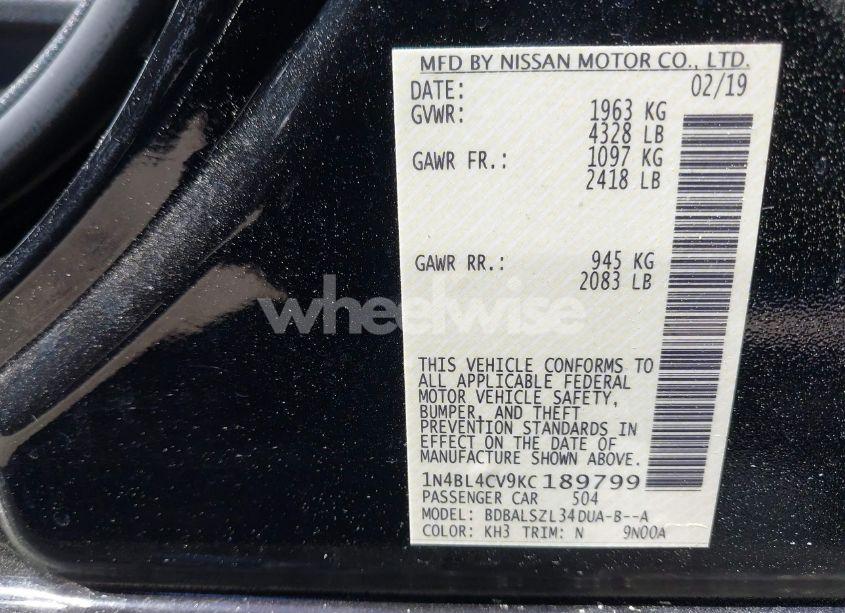 MFD BY NISSAN MOTOR CO., LTD.
DATE: 02/19
GVWR: 1963 KG
4328 LB
GAWR FR.: 1097 KG
2418 LB
GAWR RR.: 945 KG
2083 LB
wheelwise
THIS VEHICLE CONFORMS TO
ALL APPLICABLE FEDERAL
MOTOR VEHICLE SAFETY,
BUMPER, AND THEFT
PREVENTION STANDARDS IN
EFFECT ON THE DATE OF
MANUFACTURE SHOWN ABOVE.
1N4BL4CV9KC189799
PASSENGER CAR 504
MODEL: BDBALSZL34DUA-B--A
COLOR: KH3 TRIM: N 9N00A